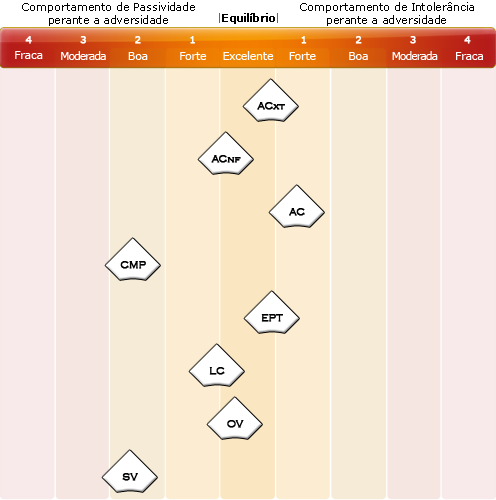 Comportamento de Passividade
perante a adversidade
|Equilíbrio|
Comportamento de Intolerância
perante a adversidade
4 3 2 1 1 2 3 4
Fraca Moderada Boa Forte Excelente Forte Boa Moderada Fraca
ACXT
ACNF
AC
CMP
EPT
LC
OV
SV